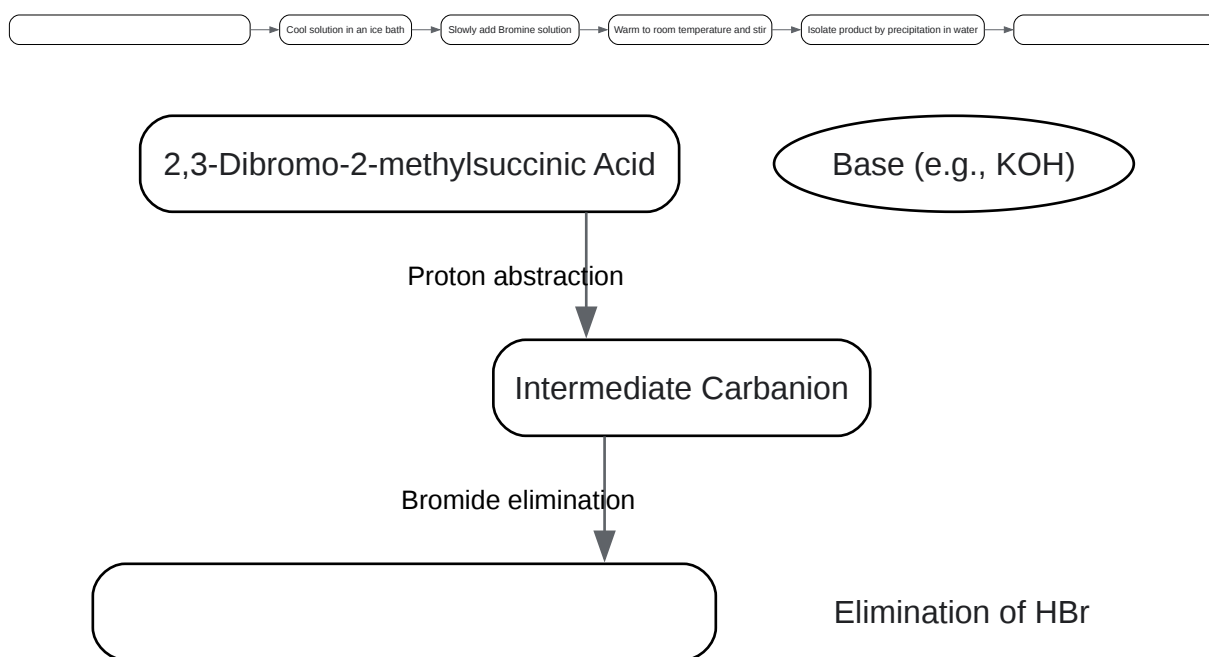 Cool solution in an ice bath
Slowly add Bromine solution
Warm to room temperature and stir
Isolate product by precipitation in water
2,3-Dibromo-2-methylsuccinic Acid
Base (e.g., KOH)
Proton abstraction
Intermediate Carbanion
Bromide elimination
Elimination of HBr